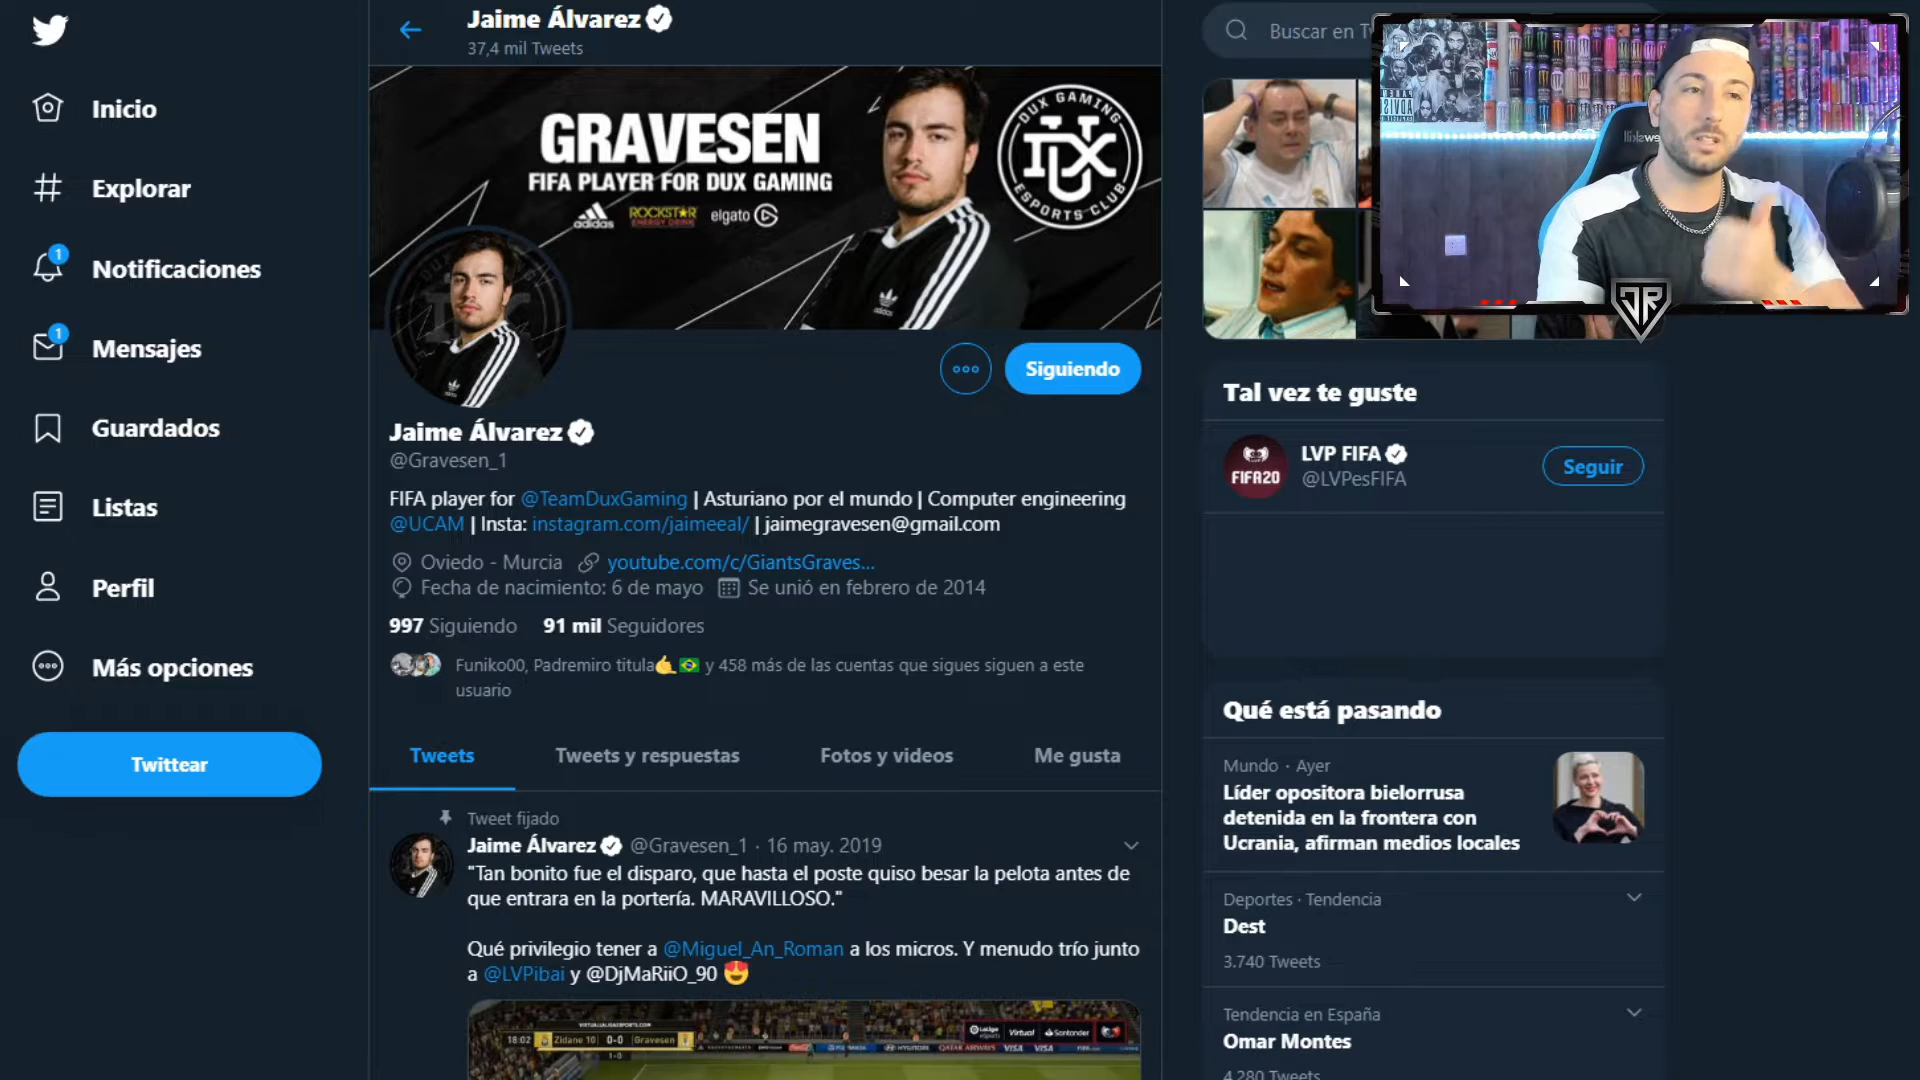 Inicio
Explorar
1
Notificaciones
1
Mensajes
Guardados
Listas
Perfil
Más opciones
Twittear
Jaime Álvarez
37,4 mil Tweets
GRAVESEN
FIFA PLAYER FOR DUX GAMING
adidas
ROCKSTAR
ENERGY DRINK
elgato
DUX GAMING
DUX
ESPORTS CLUB
Siguiendo
Jaime Álvarez
@Gravesen_1
FIFA player for @TeamDuxGaming | Asturiano por el mundo | Computer engineering
@UCAM | Insta: instagram.com/jaimeeal/ | jaimegravesen@gmail.com
Oviedo - Murcia youtube.com/c/GiantsGraves...
Fecha de nacimiento: 6 de mayo Se unió en febrero de 2014
997 Siguiendo 91 mil Seguidores
Funiko00, Padremiro titula🤙🇧🇷 y 458 más de las cuentas que sigues siguen a este
usuario
Tweets Tweets y respuestas Fotos y videos Me gusta
Tweet fijado
Jaime Álvarez @Gravesen_1 · 16 may. 2019
"Tan bonito fue el disparo, que hasta el poste quiso besar la pelota antes de
que entrara en la portería. MARAVILLOSO."
Qué privilegio tener a @Miguel_An_Roman a los micros. Y menudo trío junto
a @LVPibai y @DjMaRiiO_90 😍
VIRTUALLALIGAESPORTS.COM
18:02 Zidane 10 0-0 Gravesen
1-0
LaLiga Virtual Santander
HYUNDAI QATAR AIRWAYS VISA VISA
Buscar en Tw
JR
Tal vez te guste
FIFA20
LVP FIFA
@LVPesFIFA
Seguir
Qué está pasando
Mundo · Ayer
Líder opositora bielorrusa
detenida en la frontera con
Ucrania, afirman medios locales
Deportes · Tendencia
Dest
3.740 Tweets
Tendencia en España
Omar Montes
4.280 Tweets